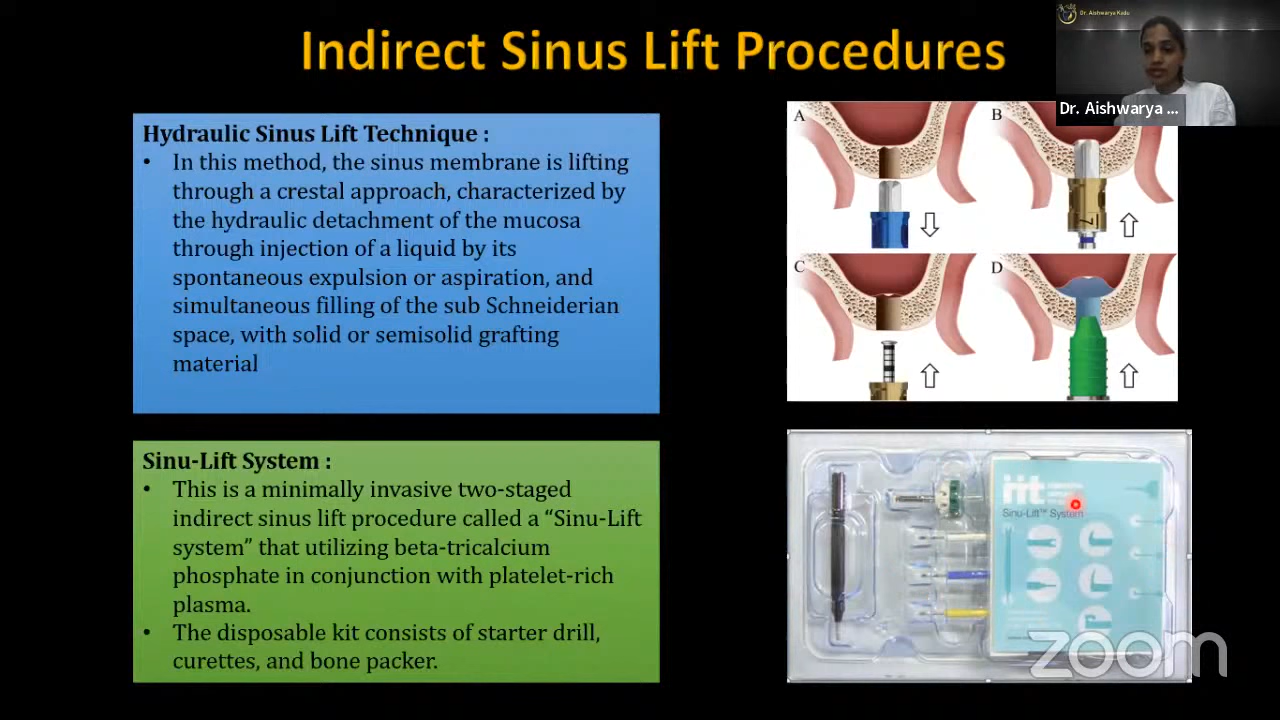 Indirect Sinus Lift Procedures
Dr. Aishwarya Kadu
Dr. Aishwarya ...
Hydraulic Sinus Lift Technique :
• In this method, the sinus membrane is lifting
through a crestal approach, characterized by
the hydraulic detachment of the mucosa
through injection of a liquid by its
spontaneous expulsion or aspiration, and
simultaneous filling of the sub Schneiderian
space, with solid or semisolid grafting
material
A
B
C
D
Sinu-Lift System :
• This is a minimally invasive two-staged
indirect sinus lift procedure called a “Sinu-Lift
system” that utilizing beta-tricalcium
phosphate in conjunction with platelet-rich
plasma.
• The disposable kit consists of starter drill,
curettes, and bone packer.
iit
Sinu-Lift™ System
zoom